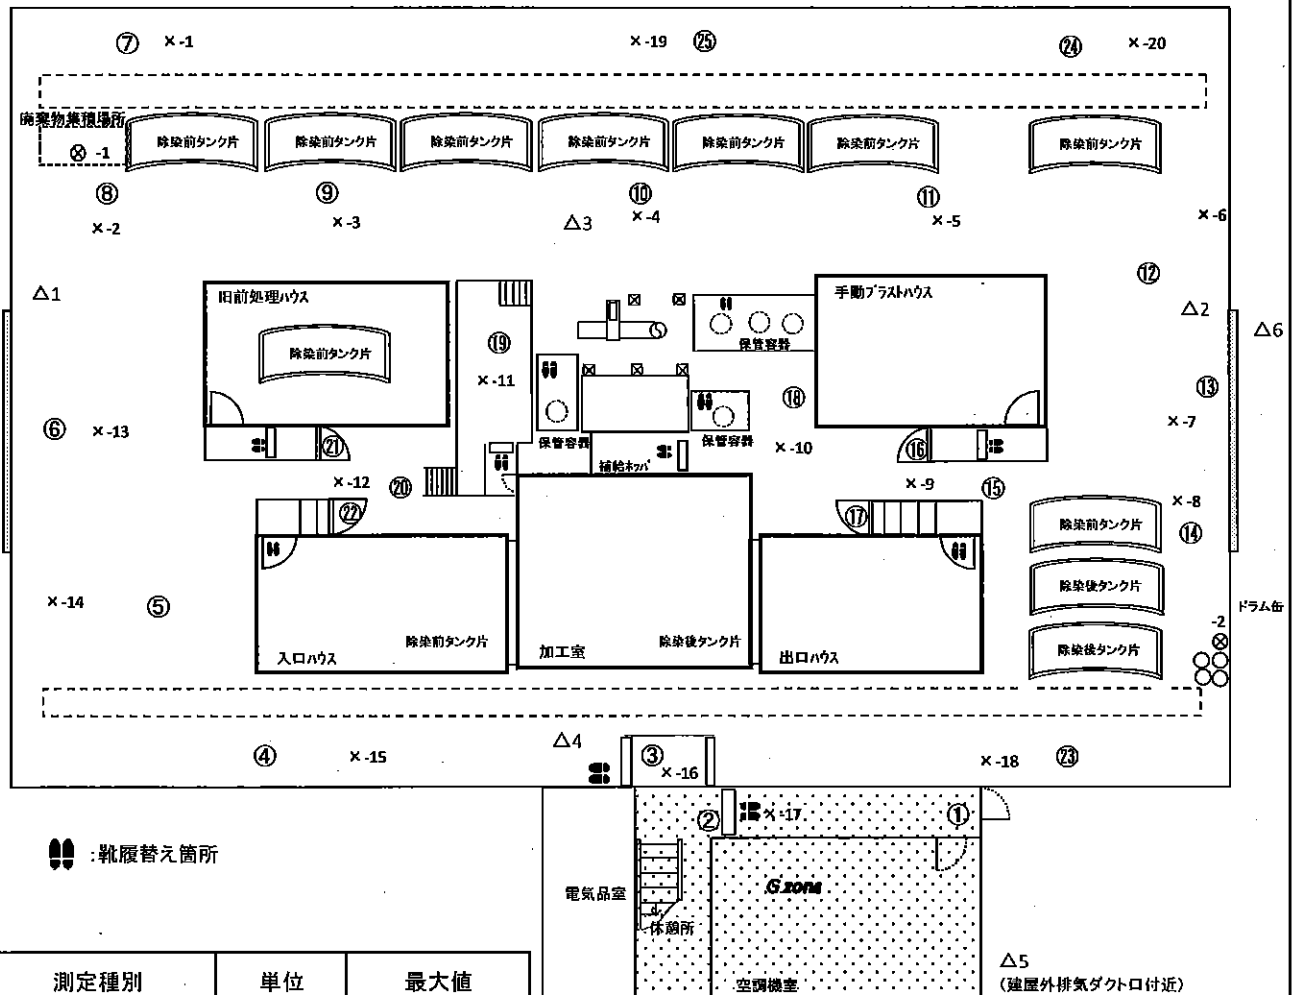 ⑦ ×-1 ×-19 ㉕ ㉔ ×-20
廃棄物集積場所
⊗ -1
除染前タンク片 除染前タンク片 除染前タンク片 除染前タンク片 除染前タンク片 除染前タンク片 除染前タンク片
⑧ ⑨ ⑩ ⑪
×-2 ×-3 △3 ×-4 ×-5 ×-6
⑫
△1
旧前処理ハウス
手動ブラストハウス
△2 △6
除染前タンク片
⑲
保管容器
×-11
⑬
⑱
⑥ ×-13
×-7
㉑
保管容器
保管容器
×-10
⑯
補給ホッパ
×-12 ⑳
×-9 ⑮
×-8
㉒
⑰
除染前タンク片
⑭
除染後タンク片
×-14 ⑤
ドラム缶
-2
⊗
入口ハウス
除染前タンク片
加工室
除染後タンク片
出口ハウス
除染後タンク片
④ ×-15 △4 ③ ×-16 ×-18 ㉓
② ×-17 ①
:靴履替え箇所
電気品室
G zone
休憩所
空調機室
△5
(建屋外排気ダクト口付近)
測定種別 単位 最大値